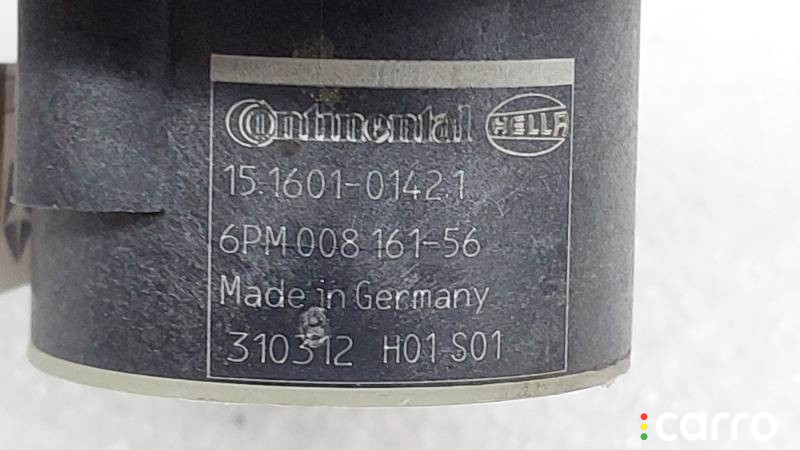 Continental HELLA
15.1601-0142.1
6PM 008 161-56
Made in Germany
310312 H01 S01
carro